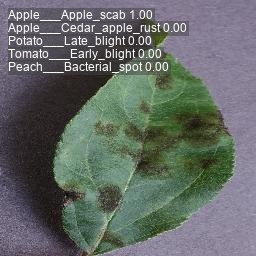 Apple___Apple_scab 1.00
Apple___Cedar_apple_rust 0.00
Potato___Late_blight 0.00
Tomato___Early_blight 0.00
Peach___Bacterial_spot 0.00